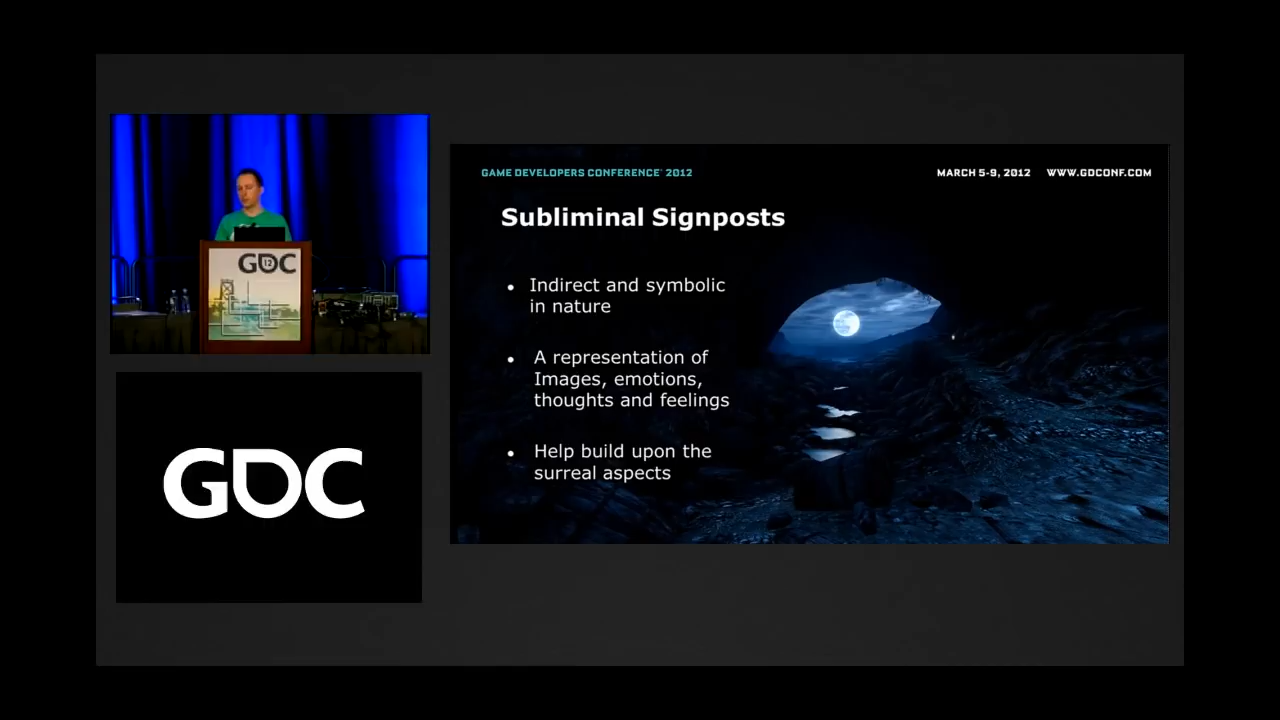 GDC
12
GDC
GAME DEVELOPERS CONFERENCE® 2012
MARCH 5-9, 2012 WWW.GDCONF.COM
Subliminal Signposts
• Indirect and symbolic
in nature
• A representation of
Images, emotions,
thoughts and feelings
• Help build upon the
surreal aspects